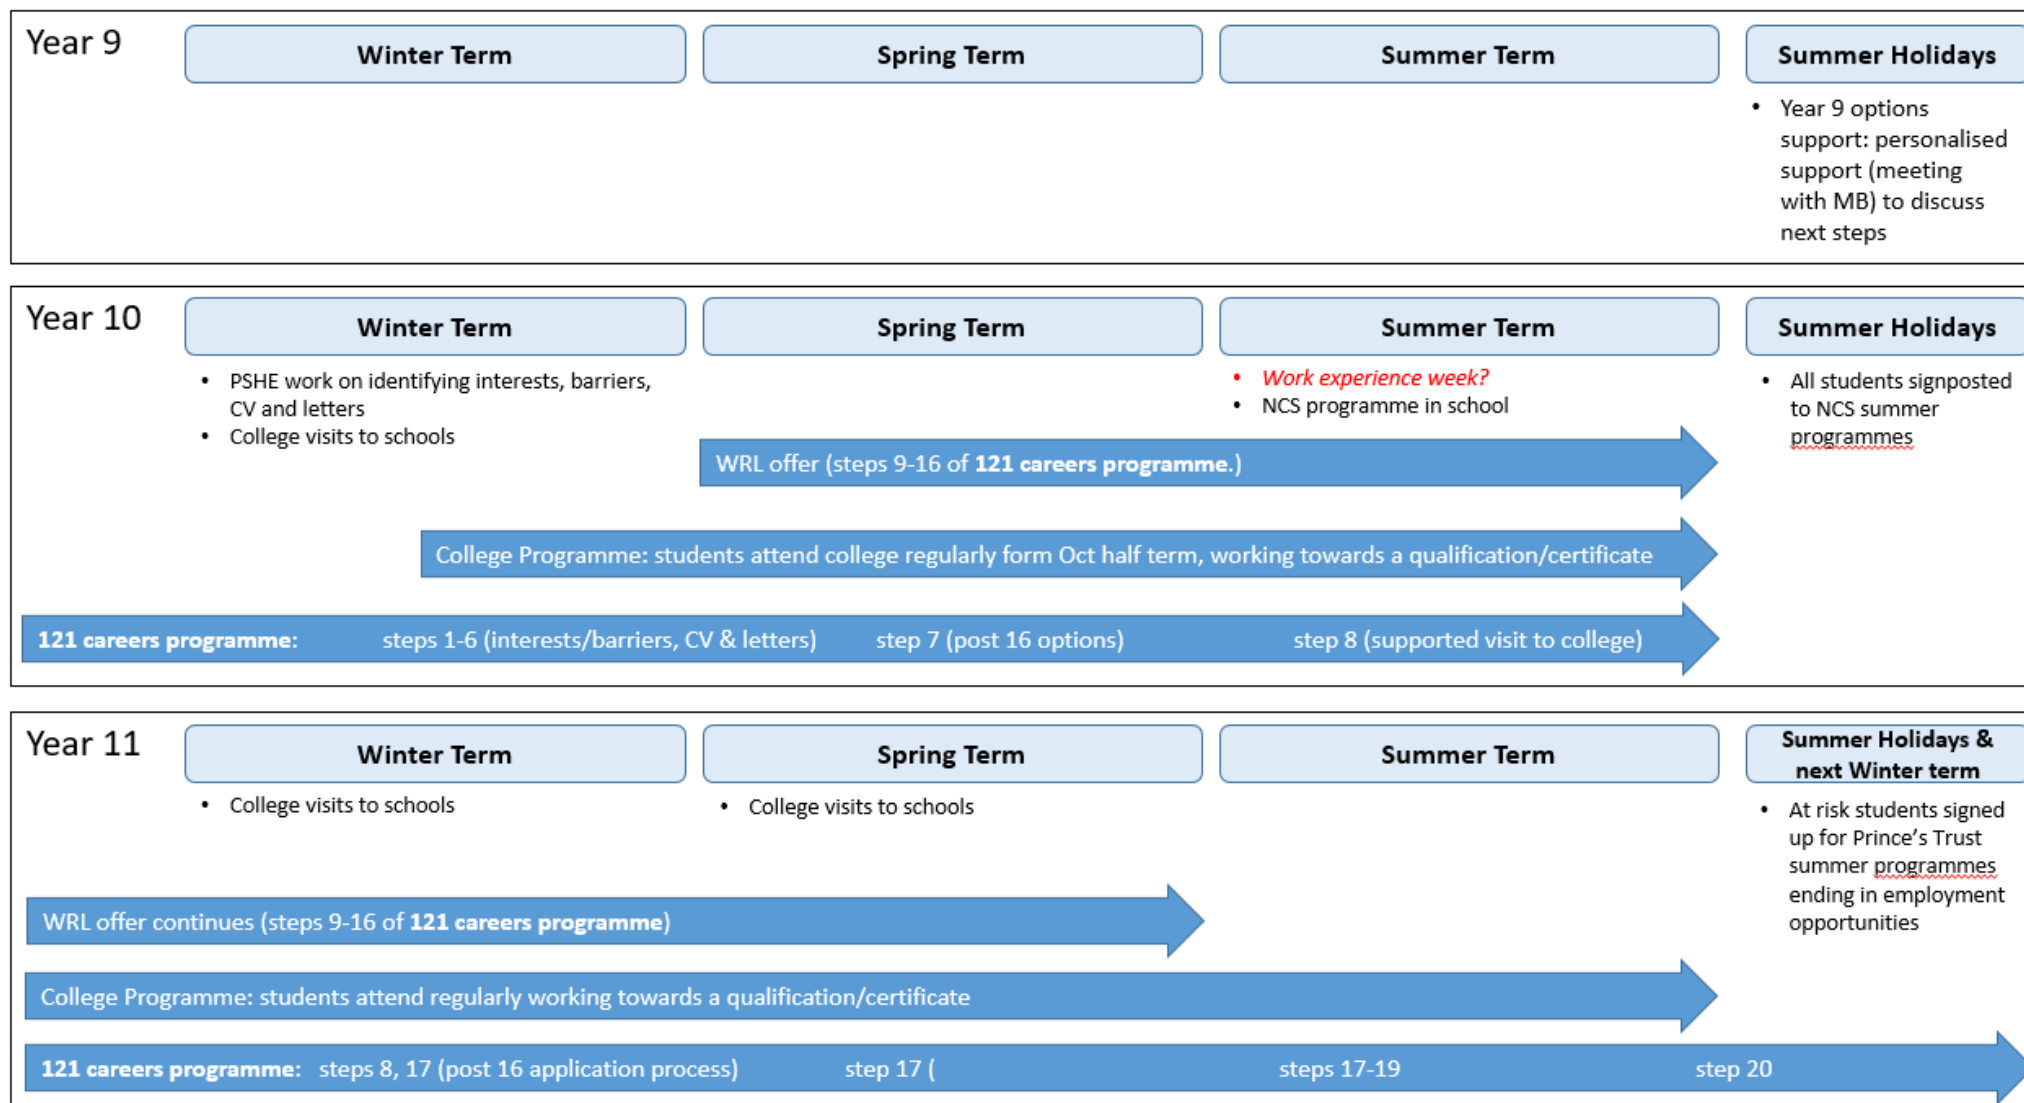 Year 9
Winter Term
Spring Term
Summer Term
Summer Holidays
• Year 9 options
support: personalised
support (meeting
with MB) to discuss
next steps
Year 10
Winter Term
Spring Term
Summer Term
Summer Holidays
• PSHE work on identifying interests, barriers,
CV and letters
• College visits to schools
• Work experience week?
• NCS programme in school
• All students signposted
to NCS summer
programmes
WRL offer (steps 9-16 of 121 careers programme.)
College Programme: students attend college regularly form Oct half term, working towards a qualification/certificate
121 careers programme: steps 1-6 (interests/barriers, CV & letters) step 7 (post 16 options) step 8 (supported visit to college)
Year 11
Winter Term
Spring Term
Summer Term
Summer Holidays &
next Winter term
• College visits to schools
• College visits to schools
• At risk students signed
up for Prince’s Trust
summer programmes
ending in employment
opportunities
WRL offer continues (steps 9-16 of 121 careers programme)
College Programme: students attend regularly working towards a qualification/certificate
121 careers programme: steps 8, 17 (post 16 application process) step 17 ( steps 17-19 step 20